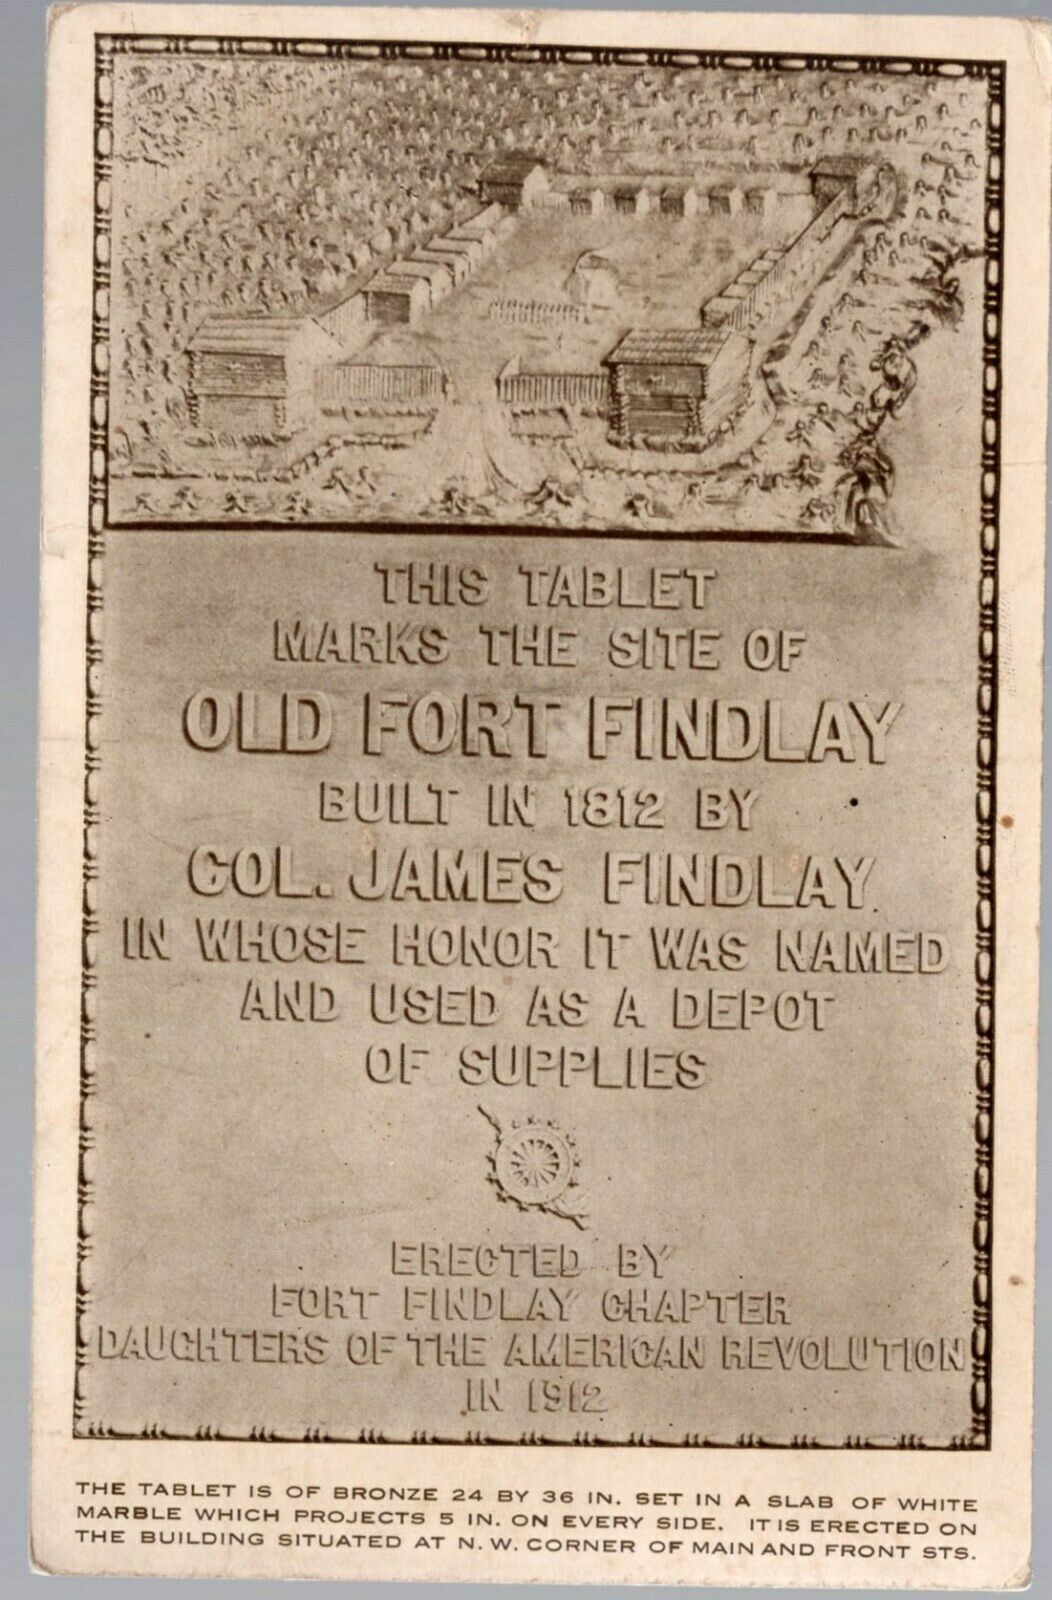 THIS TABLET
MARKS THE SITE OF
OLD FORT FINDLAY
BUILT IN 1812 BY
COL. JAMES FINDLAY
IN WHOSE HONOR IT WAS NAMED
AND USED AS A DEPOT
OF SUPPLIES
ERECTED BY
FORT FINDLAY CHAPTER
DAUGHTERS OF THE AMERICAN REVOLUTION
IN 1912
THE TABLET IS OF BRONZE 24 BY 36 IN. SET IN A SLAB OF WHITE
MARBLE WHICH PROJECTS 5 IN. ON EVERY SIDE. IT IS ERECTED ON
THE BUILDING SITUATED AT N. W. CORNER OF MAIN AND FRONT STS.